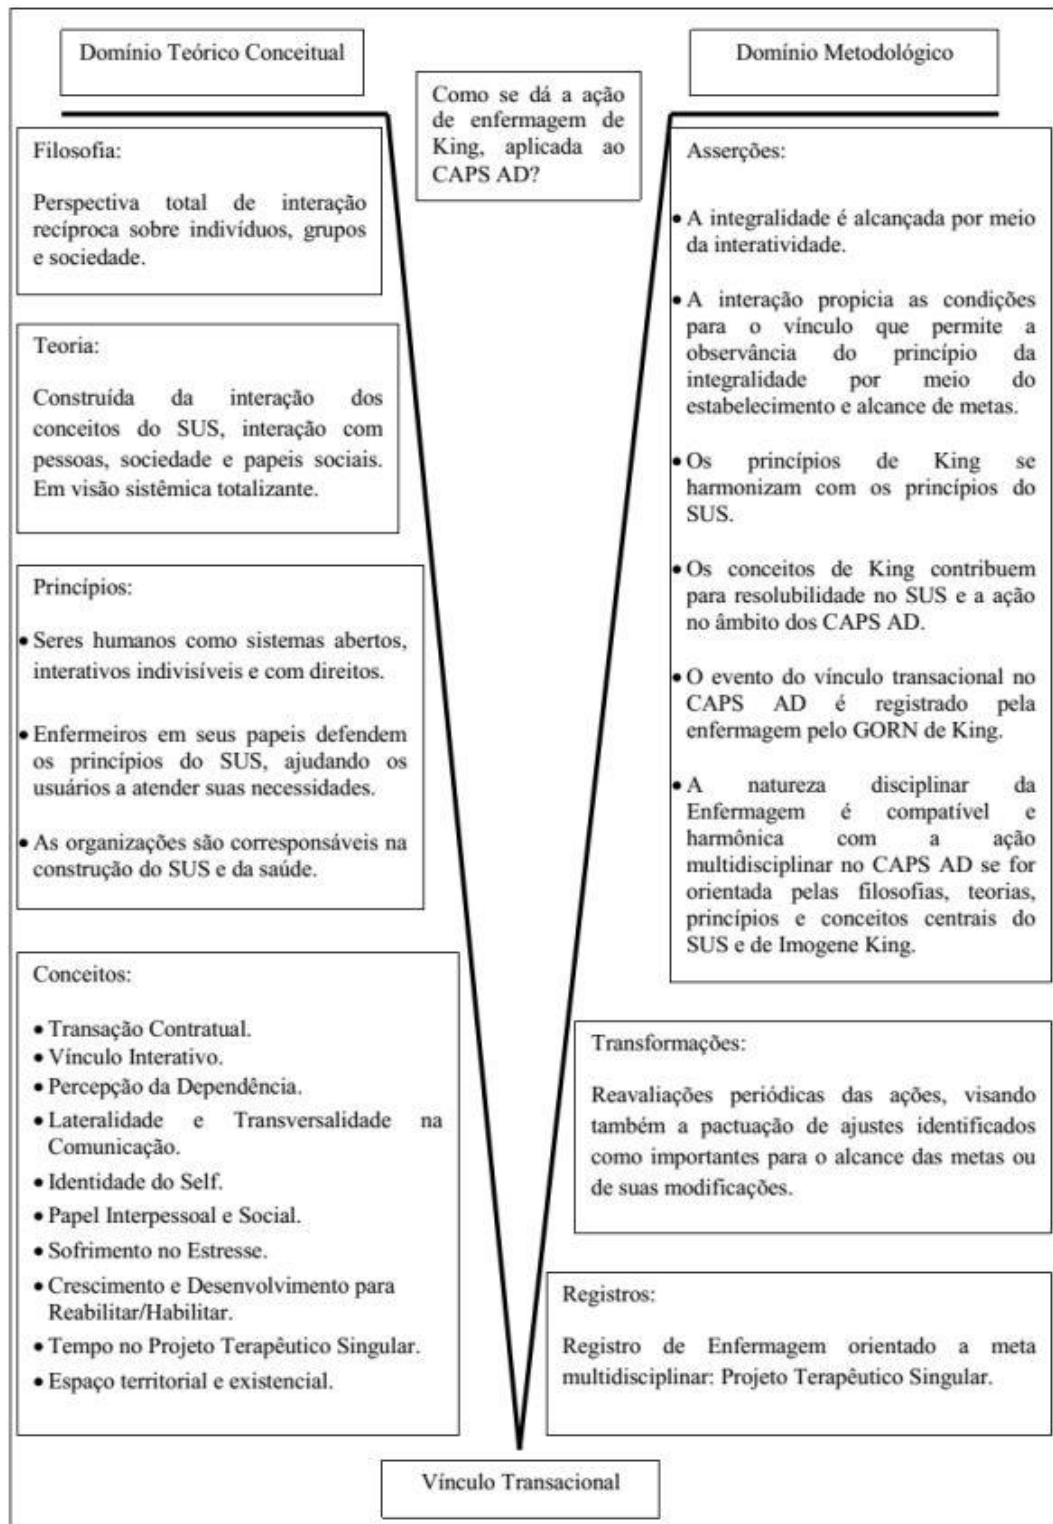 Domínio Teórico Conceitual
Domínio Metodológico
Como se dá a ação
de enfermagem de
King, aplicada ao
CAPS AD?
Filosofia:
Perspectiva total de interação
recíproca sobre indivíduos, grupos
e sociedade.
Teoria:
Construída da interação dos
conceitos do SUS, interação com
pessoas, sociedade e papeis sociais.
Em visão sistêmica totalizante.
Princípios:
• Seres humanos como sistemas abertos,
interativos indivisíveis e com direitos.
• Enfermeiros em seus papeis defendem
os princípios do SUS, ajudando os
usuários a atender suas necessidades.
• As organizações são corresponsáveis na
construção do SUS e da saúde.
Conceitos:
• Transação Contratual.
• Vínculo Interativo.
• Percepção da Dependência.
• Lateralidade e Transversalidade na
Comunicação.
• Identidade do Self.
• Papel Interpessoal e Social.
• Sofrimento no Estresse.
• Crescimento e Desenvolvimento para
Reabilitar/Habilitar.
• Tempo no Projeto Terapêutico Singular.
• Espaço territorial e existencial.
Asserções:
• A integralidade é alcançada por meio
da interatividade.
• A interação propicia as condições
para o vínculo que permite a
observância do princípio da
integralidade por meio do
estabelecimento e alcance de metas.
• Os princípios de King se
harmonizam com os princípios do
SUS.
• Os conceitos de King contribuem
para resolubilidade no SUS e a ação
no âmbito dos CAPS AD.
• O evento do vínculo transacional no
CAPS AD é registrado pela
enfermagem pelo GORN de King.
• A natureza disciplinar da
Enfermagem é compatível e
harmônica com a ação
multidisciplinar no CAPS AD se for
orientada pelas filosofias, teorias,
princípios e conceitos centrais do
SUS e de Imogene King.
Transformações:
Reavaliações periódicas das ações, visando
também a pactuação de ajustes identificados
como importantes para o alcance das metas ou
de suas modificações.
Registros:
Registro de Enfermagem orientado a meta
multidisciplinar: Projeto Terapêutico Singular.
Vínculo Transacional